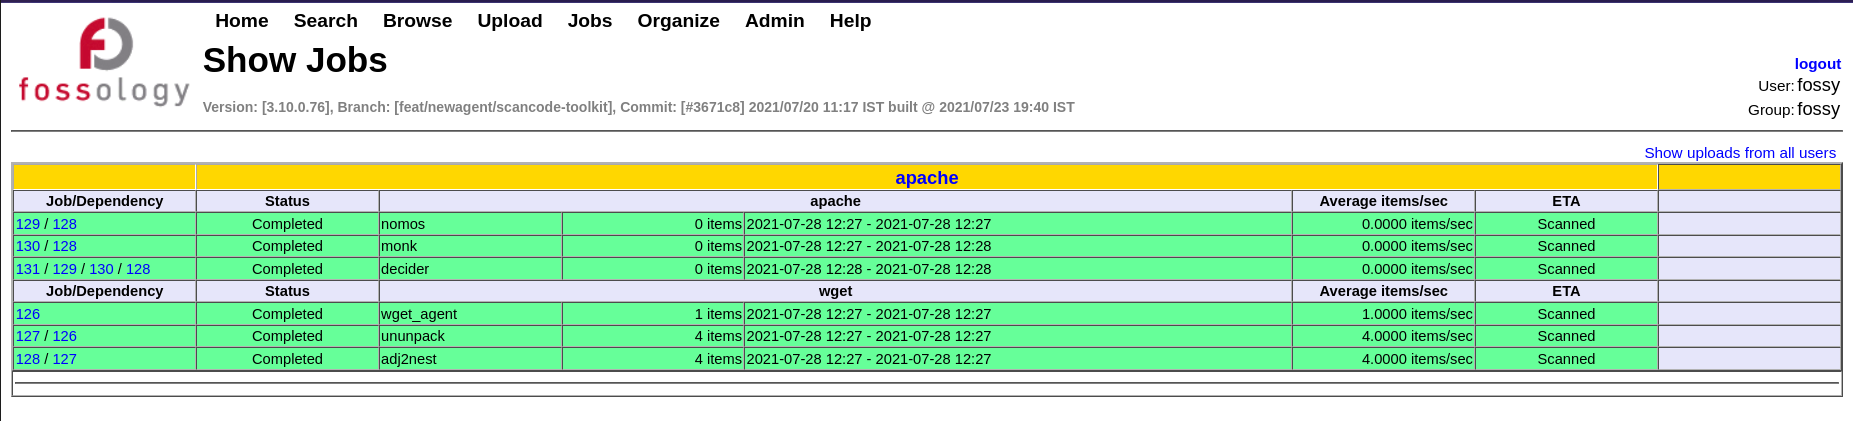 Home Search Browse Upload Jobs Organize Admin Help
fossology
Show Jobs
Version: [3.10.0.76], Branch: [feat/newagent/scancode-toolkit], Commit: [#3671c8] 2021/07/20 11:17 IST built @ 2021/07/23 19:40 IST
logout
User: fossy
Group: fossy
Show uploads from all users
apache
Job/Dependency Status apache Average items/sec ETA
129 / 128 Completed nomos 0 items 2021-07-28 12:27 - 2021-07-28 12:27 0.0000 items/sec Scanned
130 / 128 Completed monk 0 items 2021-07-28 12:27 - 2021-07-28 12:28 0.0000 items/sec Scanned
131 / 129 / 130 / 128 Completed decider 0 items 2021-07-28 12:28 - 2021-07-28 12:28 0.0000 items/sec Scanned
Job/Dependency Status wget Average items/sec ETA
126 Completed wget_agent 1 items 2021-07-28 12:27 - 2021-07-28 12:27 1.0000 items/sec Scanned
127 / 126 Completed ununpack 4 items 2021-07-28 12:27 - 2021-07-28 12:27 4.0000 items/sec Scanned
128 / 127 Completed adj2nest 4 items 2021-07-28 12:27 - 2021-07-28 12:27 4.0000 items/sec Scanned